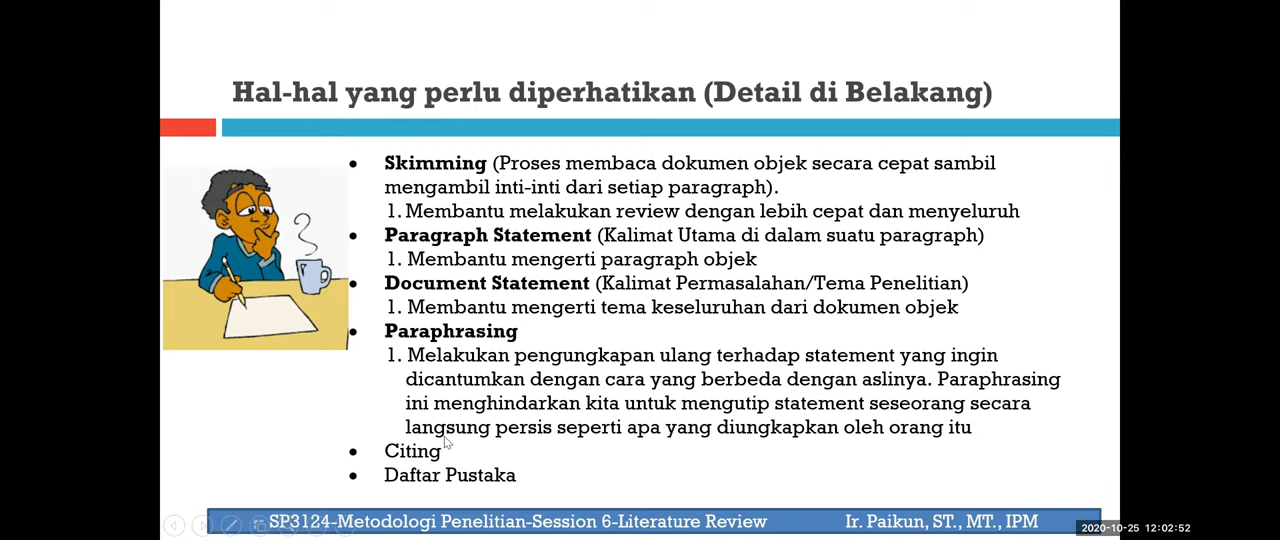 Hal-hal yang perlu diperhatikan (Detail di Belakang)
• Skimming (Proses membaca dokumen objek secara cepat sambil
mengambil inti-inti dari setiap paragraph).
1. Membantu melakukan review dengan lebih cepat dan menyeluruh
• Paragraph Statement (Kalimat Utama di dalam suatu paragraph)
1. Membantu mengerti paragraph objek
• Document Statement (Kalimat Permasalahan/Tema Penelitian)
1. Membantu mengerti tema keseluruhan dari dokumen objek
• Paraphrasing
1. Melakukan pengungkapan ulang terhadap statement yang ingin
dicantumkan dengan cara yang berbeda dengan aslinya. Paraphrasing
ini menghindarkan kita untuk mengutip statement seseorang secara
langsung persis seperti apa yang diungkapkan oleh orang itu
• Citing
• Daftar Pustaka
SP3124-Metodologi Penelitian-Session 6-Literature Review Ir. Paikun, ST., MT., IPM
2020-10-25 12:02:52